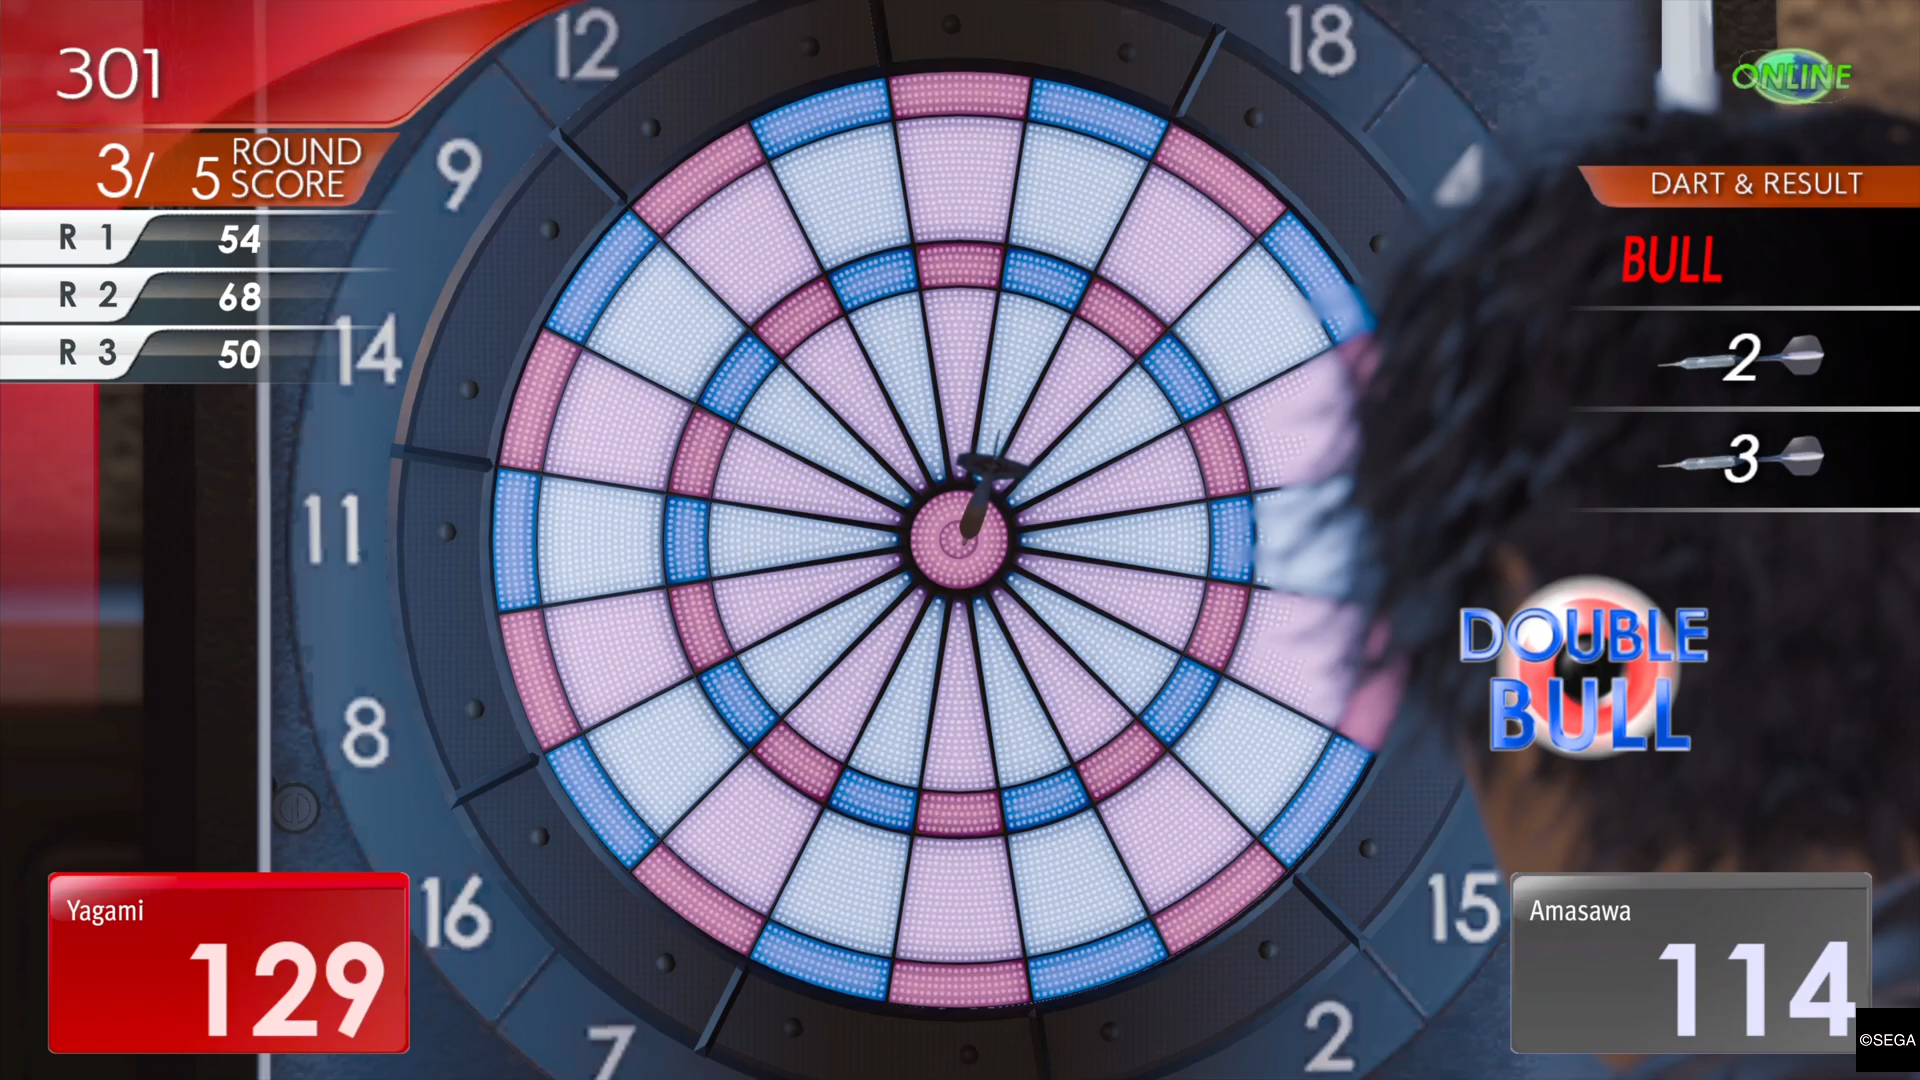 301
ONLINE
3/ 5 ROUND SCORE
R 1 54
R 2 68
R 3 50
DART & RESULT
BULL
2
3
DOUBLE
BULL
12
18
9
4
14
11
8
16
15
7
2
Yagami
129
Amasawa
114
©SEGA